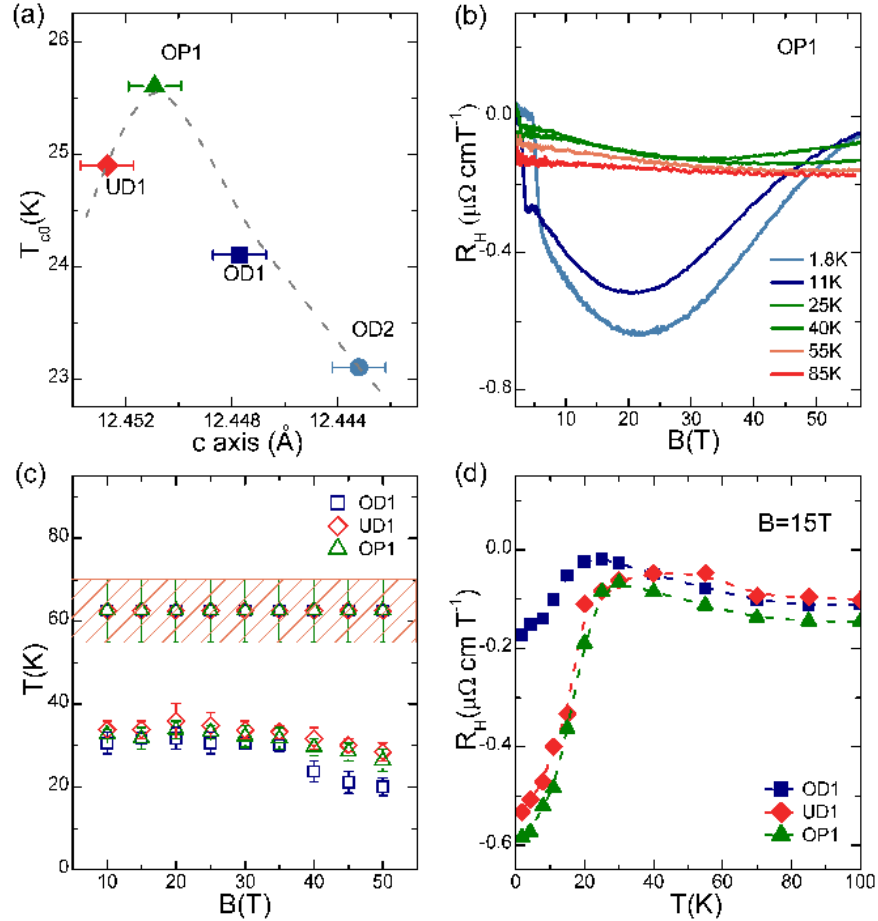 (a)
26
25
24
23
T_c0(K)
OP1
UD1
OD1
OD2
12.452
12.448
12.444
c axis (Å)
(b)
OP1
0.0
-0.4
-0.8
R_H (μΩ cmT⁻¹)
1.8K
11K
25K
40K
55K
85K
10
20
30
40
50
B(T)
(c)
OD1
UD1
OP1
80
60
40
20
0
T(K)
10
20
30
40
50
B(T)
(d)
B=15T
0.0
-0.2
-0.4
-0.6
R_H (μΩ cm T⁻¹)
OD1
UD1
OP1
0
20
40
60
80
100
T(K)